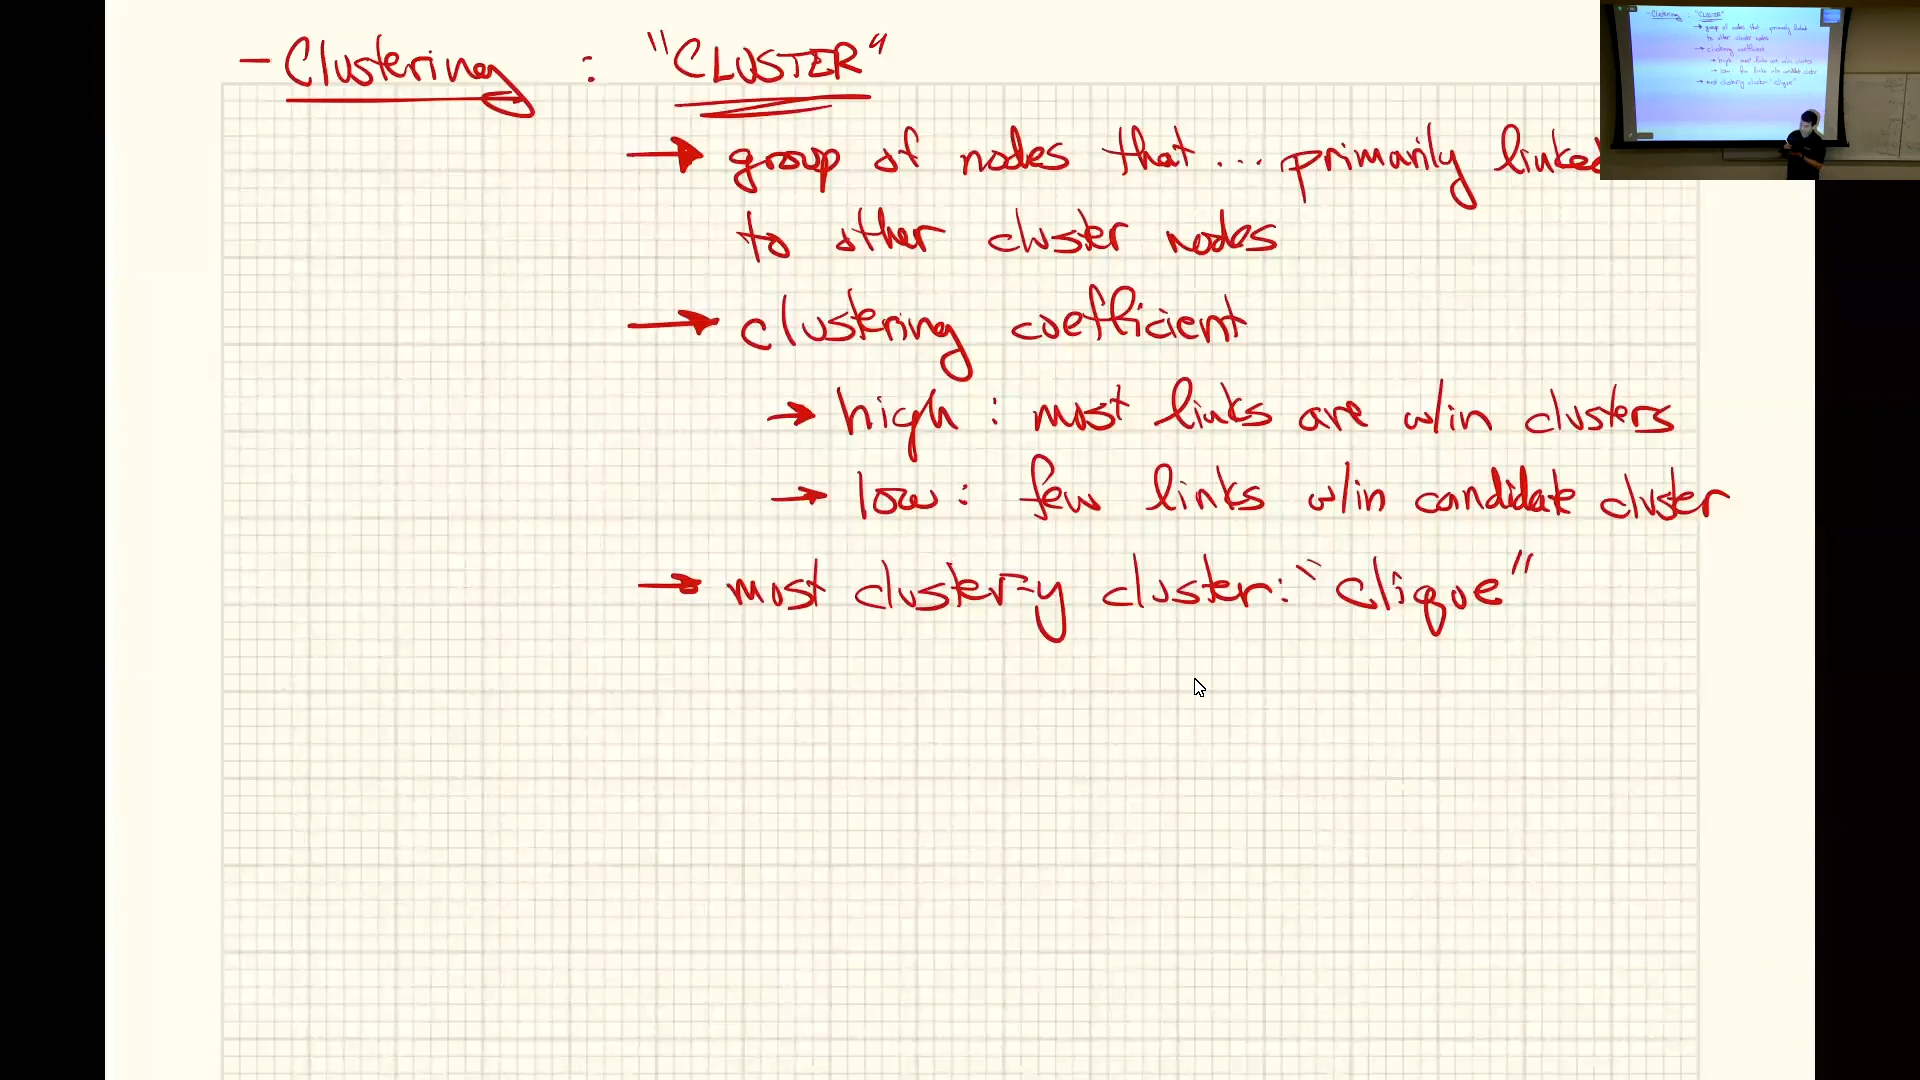 - Clustering : "CLUSTER"
→ group of nodes that ... primarily linked
to other cluster nodes
→ clustering coefficient
→ high : most links are w/in clusters
→ low : few links w/in candidate cluster
→ most cluster-y cluster: "clique"